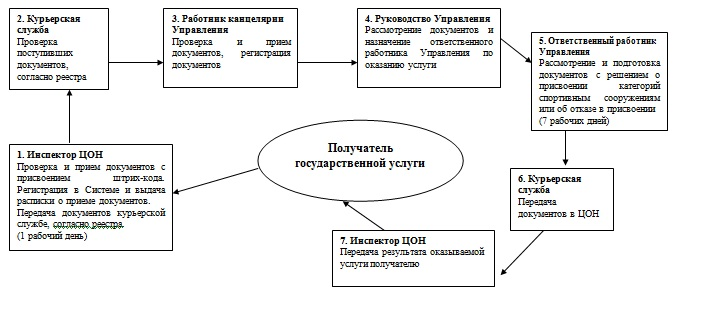 2. Курьерская
служба
Проверка
поступивших
документов,
согласно реестра
3. Работник канцелярии
Управления
Проверка и прием
документов, регистрация
документов
4. Руководство Управления
Рассмотрение документов и
назначение ответственного
работника Управления по
оказанию услуги
5. Ответственный работник
Управления
Рассмотрение и подготовка
документов с решением о
присвоении категорий
спортивным сооружениям
или об отказе в присвоении
(7 рабочих дней)
1. Инспектор ЦОН
Проверка и прием документов с
присвоением штрих-кода.
Регистрация в Системе и выдача
расписки о приеме документов.
Передача документов курьерской
службе, согласно реестра.
(1 рабочий день)
Получатель
государственной услуги
6. Курьерская
служба
Передача
документов в ЦОН
7. Инспектор ЦОН
Передача результата оказываемой
услуги получателю